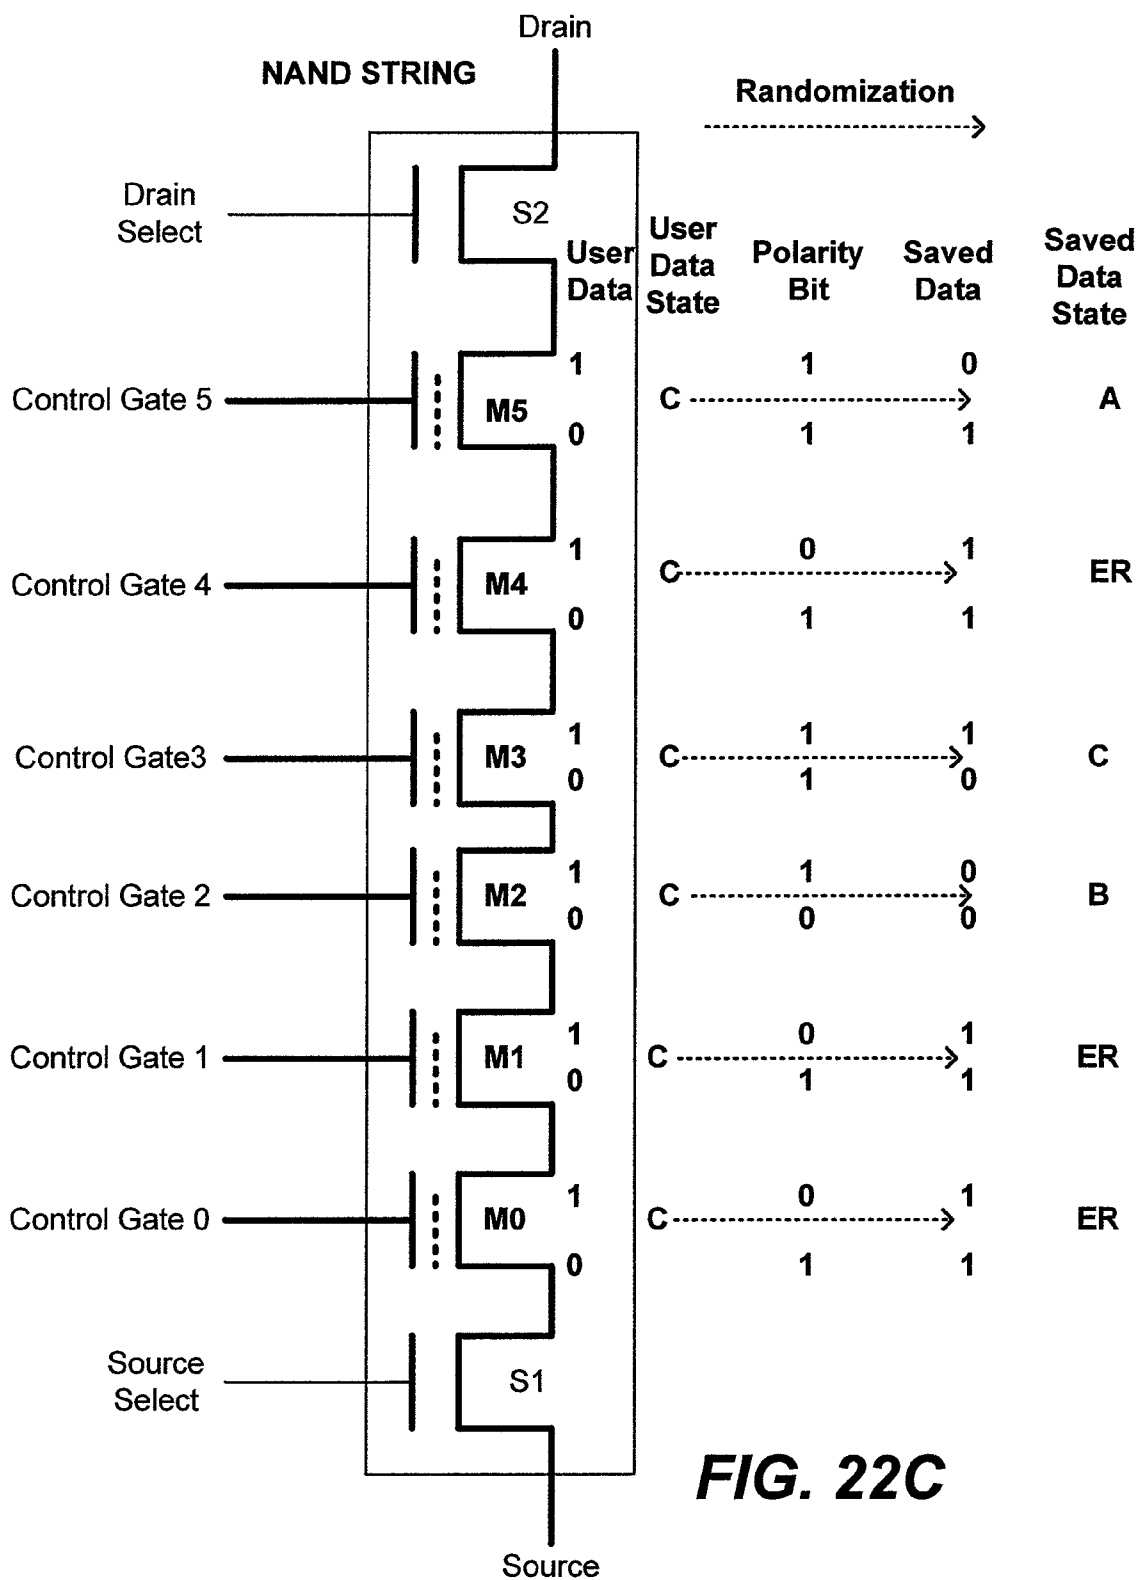 Drain
NAND STRING
Randomization
Drain
Select
S2
User
Data
User
Data
State
Polarity
Bit
Saved
Data
Saved
Data
State
1 1 0
Control Gate 5 M5 C A
0 1 1
1 0 1
Control Gate 4 M4 C ER
0 1 1
1 1 1
Control Gate3 M3 C C
0 1 0
1 1 0
Control Gate 2 M2 C B
0 0 0
1 0 1
Control Gate 1 M1 C ER
0 1 1
1 0 1
Control Gate 0 M0 C ER
0 1 1
Source
Select
S1
FIG. 22C
Source